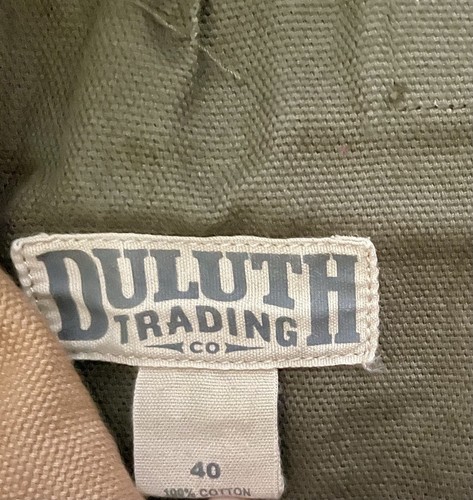 DULUTH
TRADING
CO
40
100% COTTON